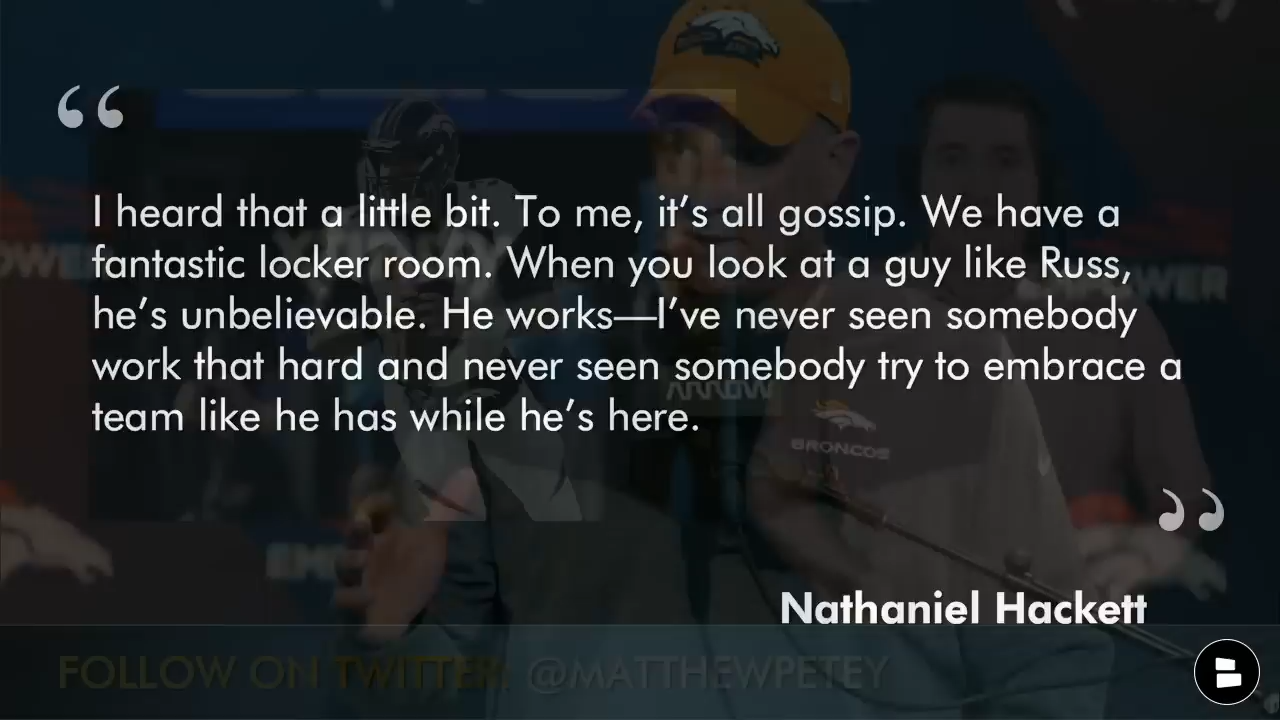 “
I heard that a little bit. To me, it’s all gossip. We have a
fantastic locker room. When you look at a guy like Russ,
he’s unbelievable. He works—I’ve never seen somebody
work that hard and never seen somebody try to embrace a
team like he has while he’s here.
”
Nathaniel Hackett
ARROW
BRONCOS
FOLLOW ON TWITTER: @MATTHEWPETEY